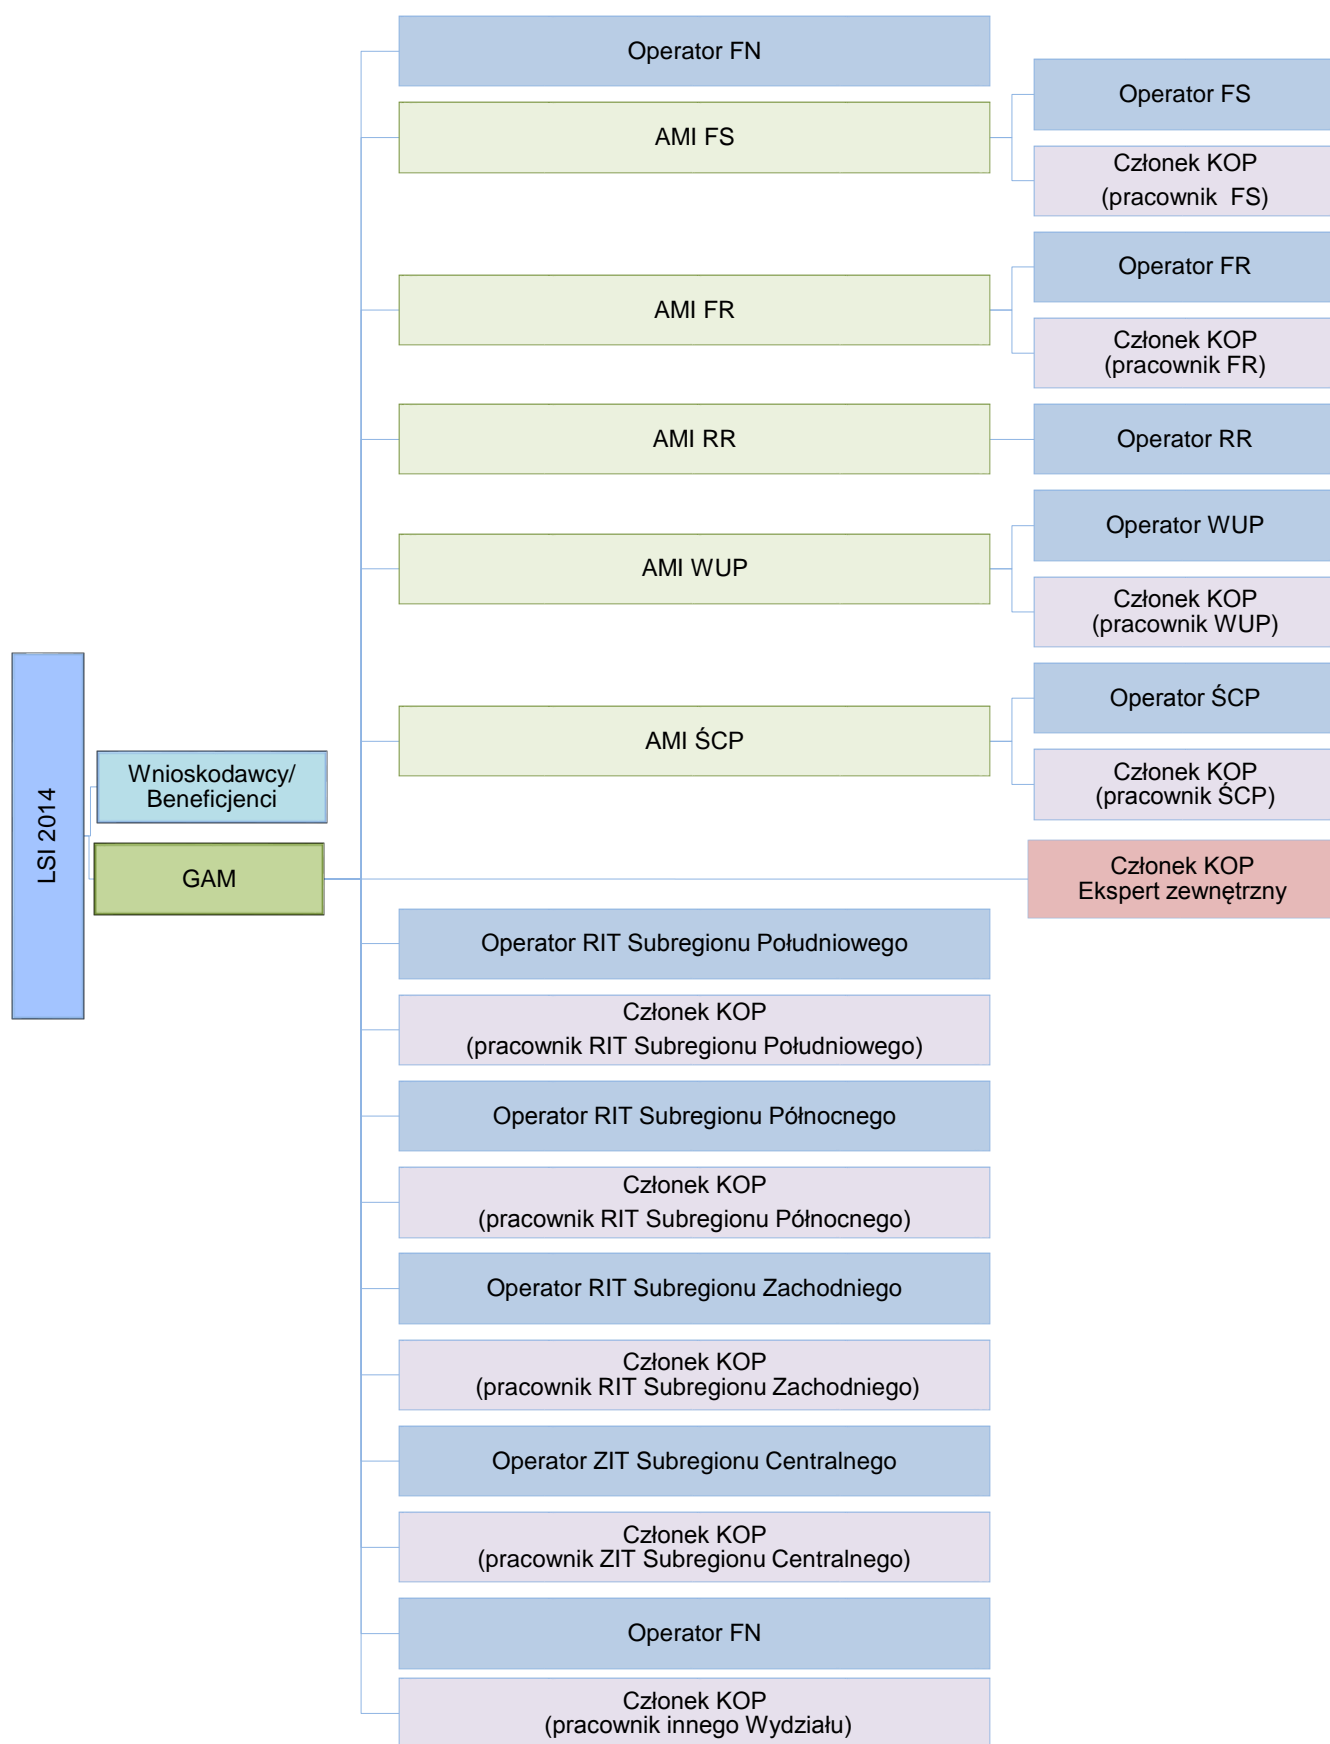 Operator FN
Operator FS
AMI FS
Członek KOP
(pracownik  FS)
Operator FR
AMI FR
Członek KOP
(pracownik FR)
AMI RR
Operator RR
Operator WUP
AMI WUP
Członek KOP
(pracownik WUP)
Operator ŚCP
AMI ŚCP
Członek KOP
(pracownik ŚCP)
LSI 2014
Wnioskodawcy/
Beneficjenci
GAM
Członek KOP
Ekspert zewnętrzny
Operator RIT Subregionu Południowego
Członek KOP
(pracownik RIT Subregionu Południowego)
Operator RIT Subregionu Północnego
Członek KOP
(pracownik RIT Subregionu Północnego)
Operator RIT Subregionu Zachodniego
Członek KOP
(pracownik RIT Subregionu Zachodniego)
Operator ZIT Subregionu Centralnego
Członek KOP
(pracownik ZIT Subregionu Centralnego)
Operator FN
Członek KOP
(pracownik innego Wydziału)